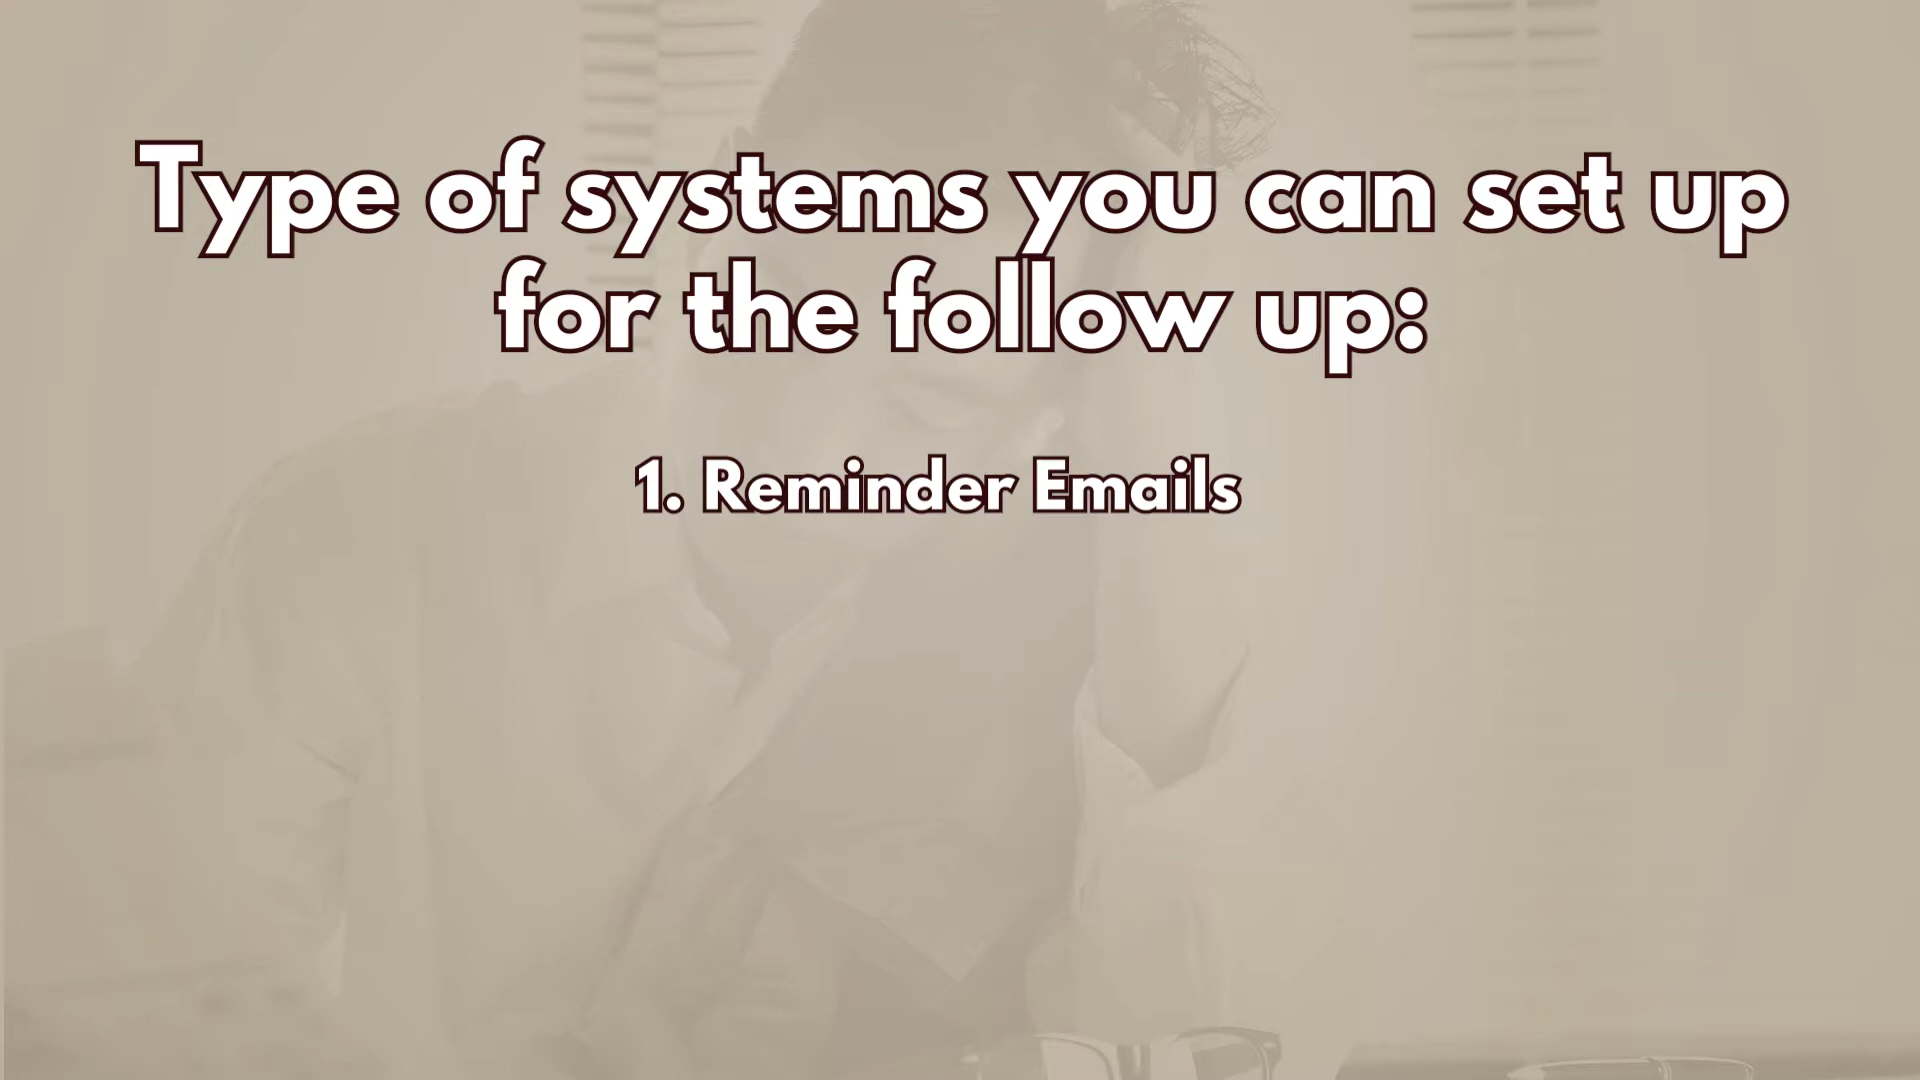 Type of systems you can set up
for the follow up:
1. Reminder Emails